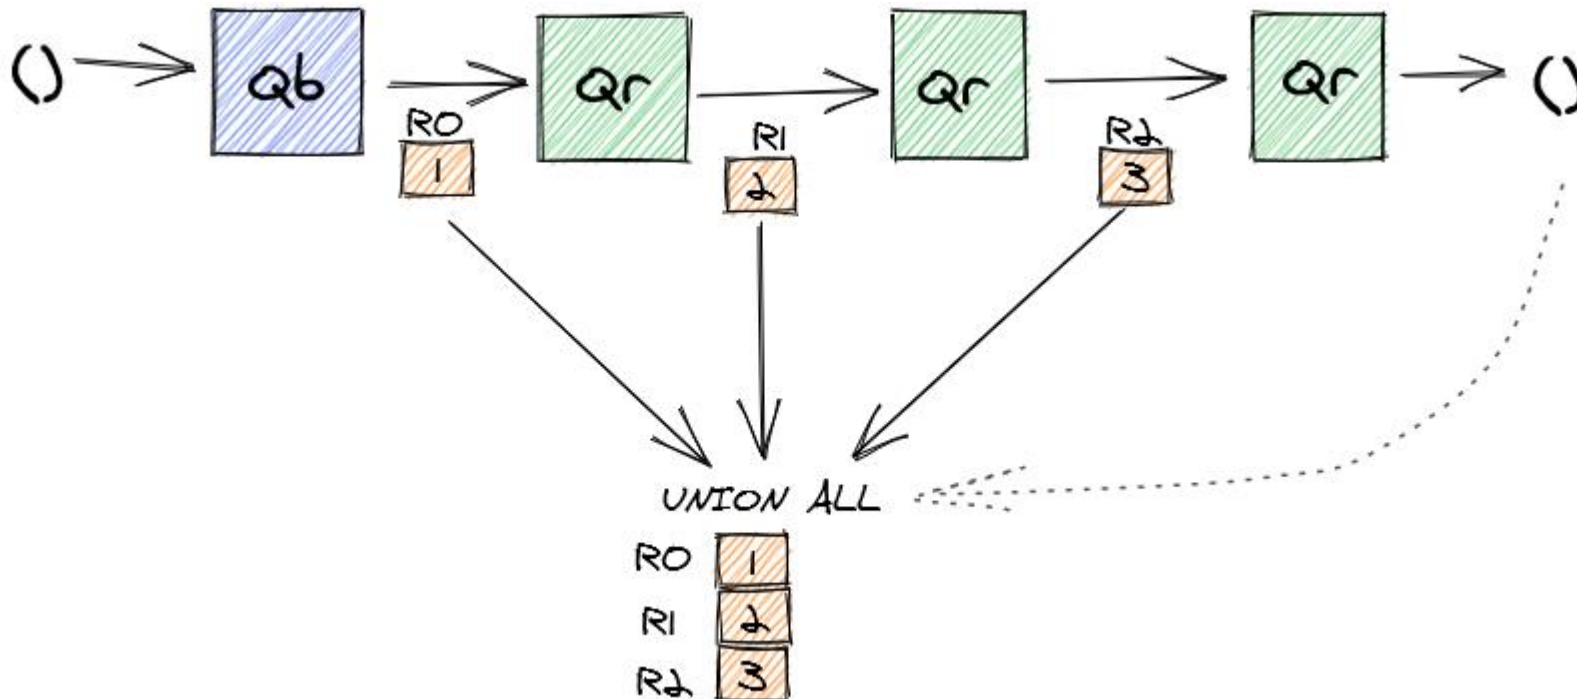 () Qb Qr Qr Qr ()
R0 R1 R2
1 2 3
UNION ALL
R0 1
R1 2
R2 3